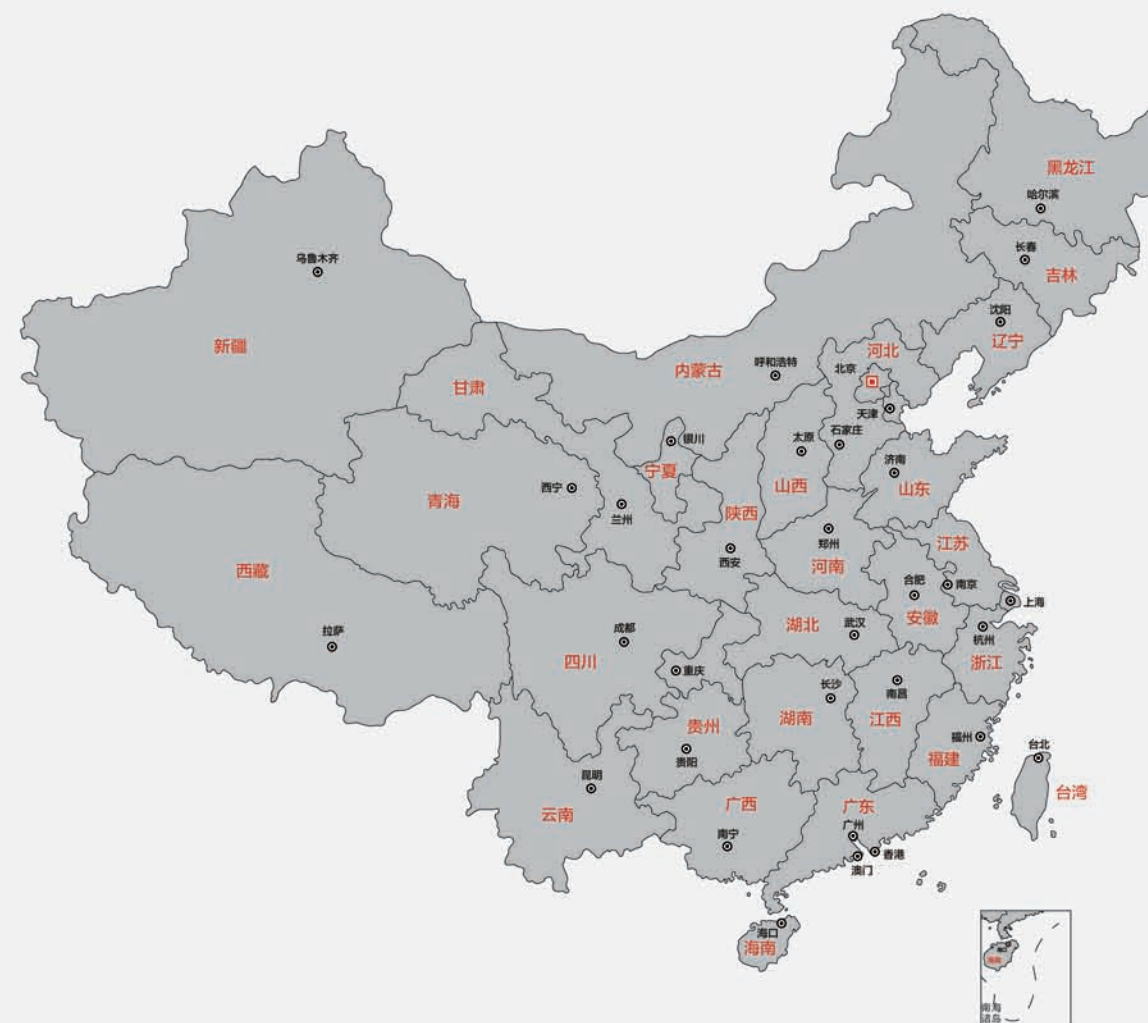 黑龙江
哈尔滨
长春
吉林
乌鲁木齐
沈阳
辽宁
新疆
河北
内蒙古
呼和浩特
北京
甘肃
天津
石家庄
太原
银川
宁夏
济南
山东
山西
西宁
青海
兰州
陕西
郑州
江苏
西安
河南
西藏
合肥
南京
上海
安徽
湖北
武汉
拉萨
成都
杭州
浙江
四川
重庆
长沙
南昌
湖南
江西
贵州
福州
台北
福建
贵阳
昆明
台湾
云南
广西
广东
广州
南宁
香港
澳门
海口
海南
海口
海南
南海
诸岛